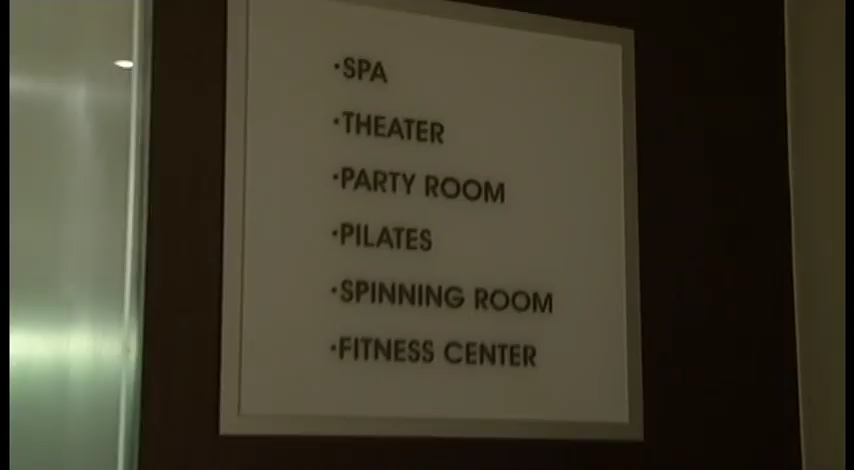 •SPA
•THEATER
•PARTY ROOM
•PILATES
•SPINNING ROOM
•FITNESS CENTER